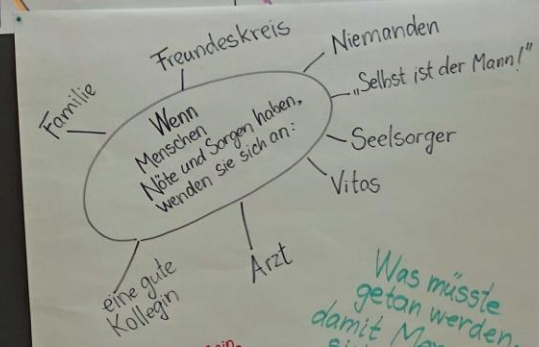 Freundeskreis
Niemanden
„Selbst ist der Mann!"
Familie
Wenn
Menschen
Nöte und Sorgen haben,
wenden sie sich an:
Seelsorger
Vitos
Arzt
eine gute
Kollegin
Was müsste
getan werden,
damit